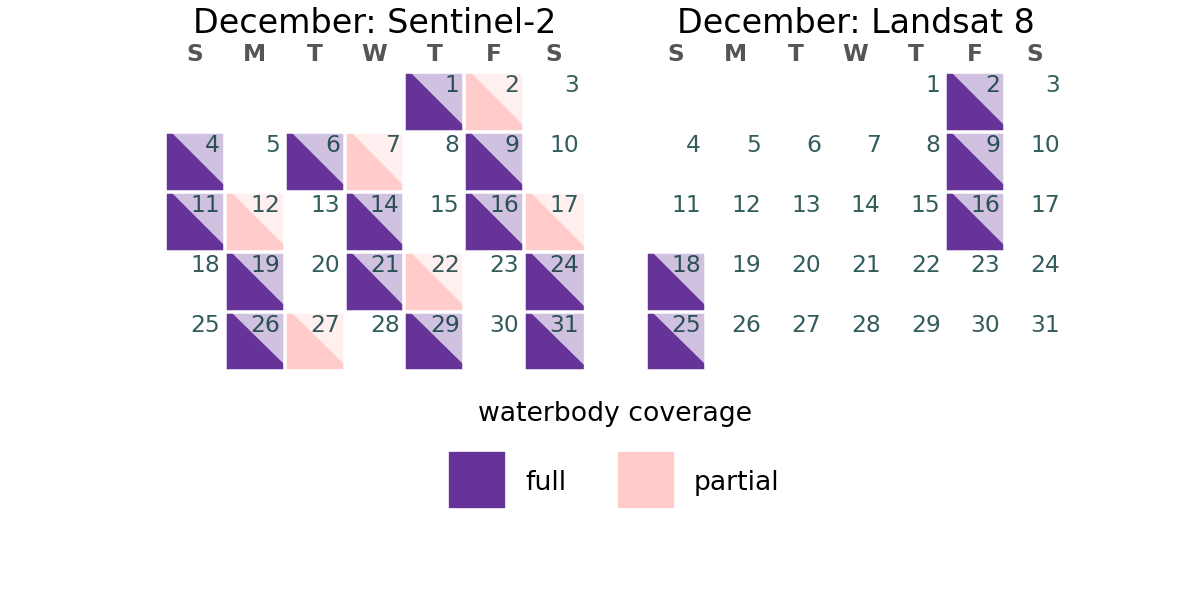 December: Sentinel-2
S M T W T F S
1 2 3
4 5 6 7 8 9 10
11 12 13 14 15 16 17
18 19 20 21 22 23 24
25 26 27 28 29 30 31
December: Landsat 8
S M T W T F S
1 2 3
4 5 6 7 8 9 10
11 12 13 14 15 16 17
18 19 20 21 22 23 24
25 26 27 28 29 30 31
waterbody coverage
full partial